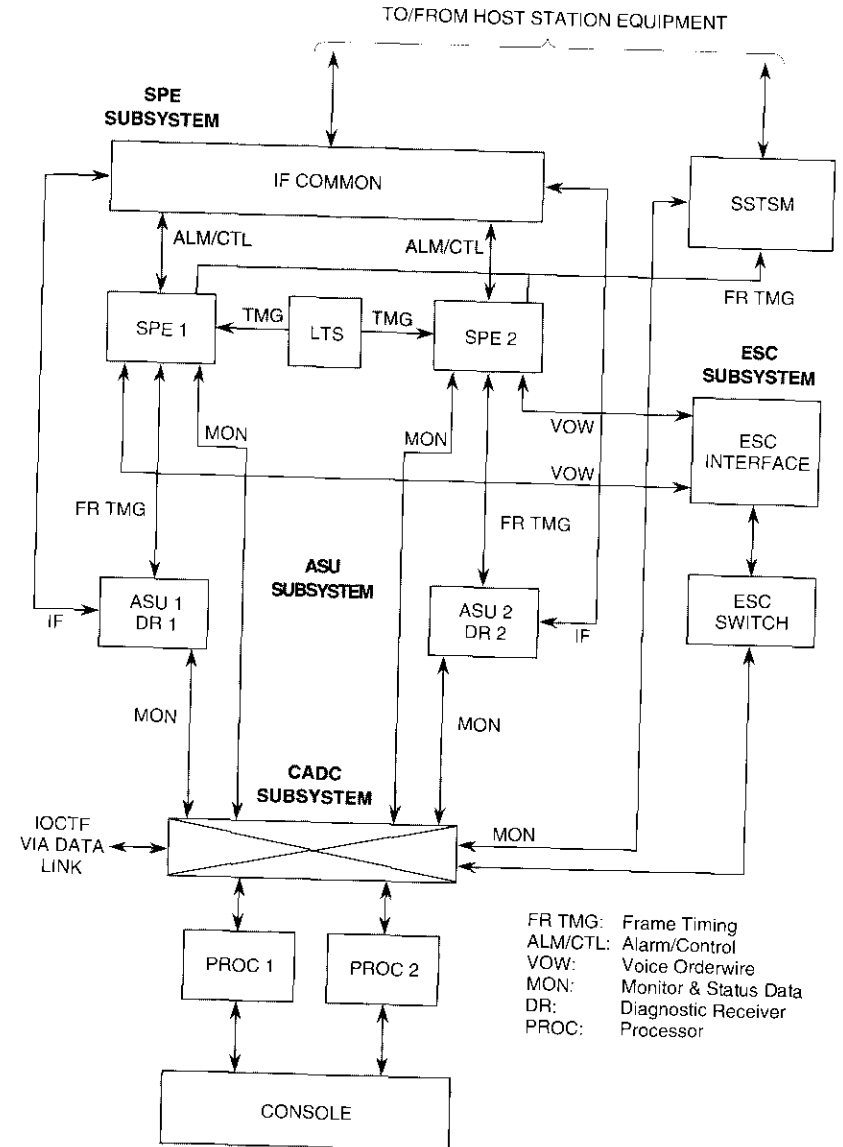 TO/FROM HOST STATION EQUIPMENT
SPE
SUBSYSTEM
IF COMMON
SSTSM
ALM/CTL
ALM/CTL
FR TMG
SPE 1
TMG
LTS
TMG
SPE 2
ESC
SUBSYSTEM
MON
MON
VOW
ESC
INTERFACE
VOW
FR TMG
FR TMG
ASU
SUBSYSTEM
ASU 1
DR 1
IF
ASU 2
DR 2
IF
ESC
SWITCH
MON
MON
CADC
SUBSYSTEM
IOCTF
VIA DATA
LINK
MON
PROC 1
PROC 2
FR TMG: Frame Timing
ALM/CTL: Alarm/Control
VOW: Voice Orderwire
MON: Monitor & Status Data
DR: Diagnostic Receiver
PROC: Processor
CONSOLE